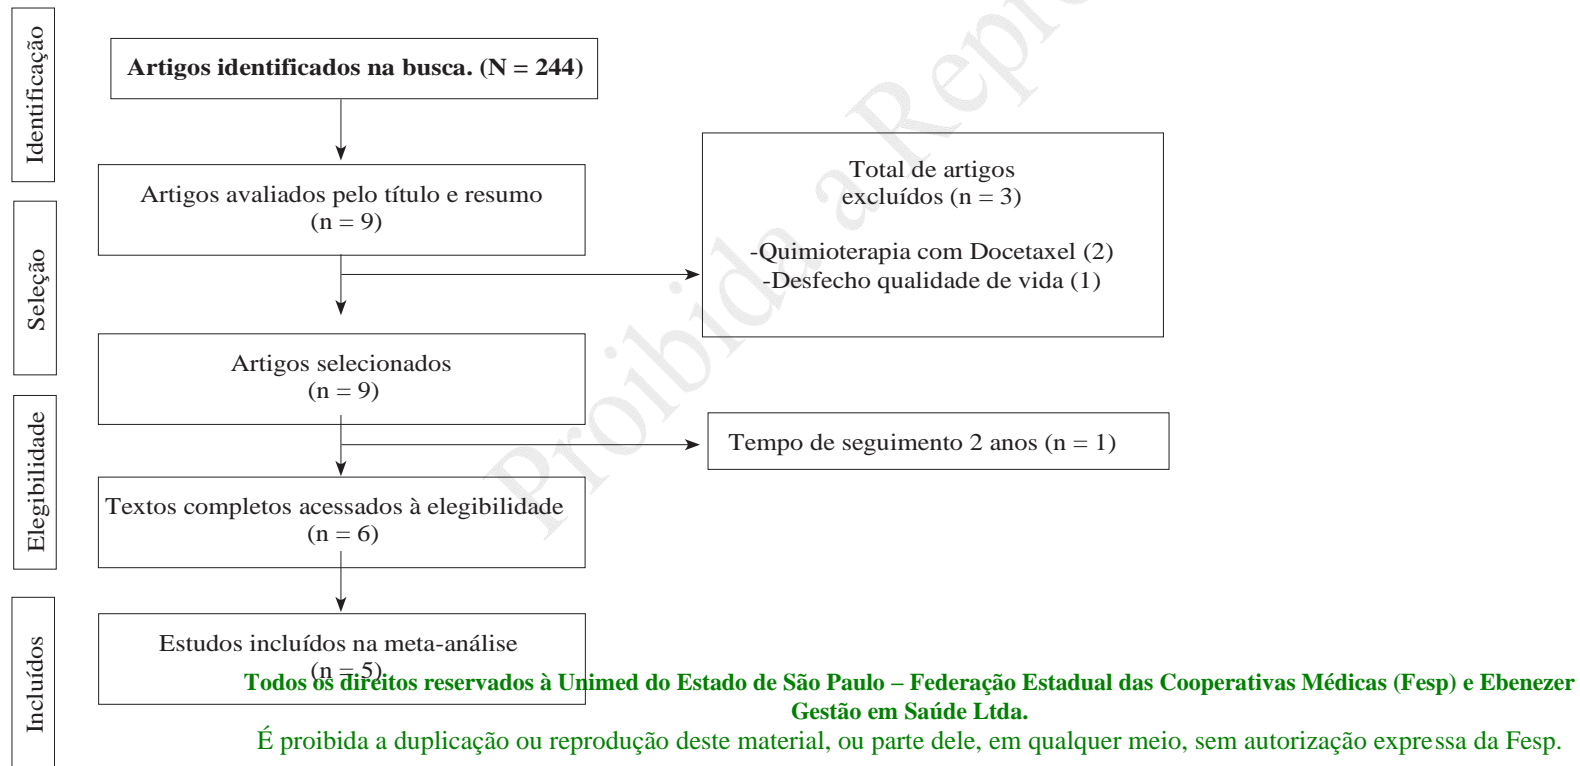 Identificação
Artigos identificados na busca. (N = 244)
Artigos avaliados pelo título e resumo
(n = 9)
Total de artigos
excluídos (n = 3)
-Quimioterapia com Docetaxel (2)
-Desfecho qualidade de vida (1)
Seleção
Artigos selecionados
(n = 9)
Tempo de seguimento 2 anos (n = 1)
Elegibilidade
Textos completos acessados à elegibilidade
(n = 6)
Incluídos
Estudos incluídos na meta-análise
(n = 5)
Todos os direitos reservados à Unimed do Estado de São Paulo – Federação Estadual das Cooperativas Médicas (Fesp) e Ebenezer
Gestão em Saúde Ltda.
É proibida a duplicação ou reprodução deste material, ou parte dele, em qualquer meio, sem autorização expressa da Fesp.
Proibida a Repro